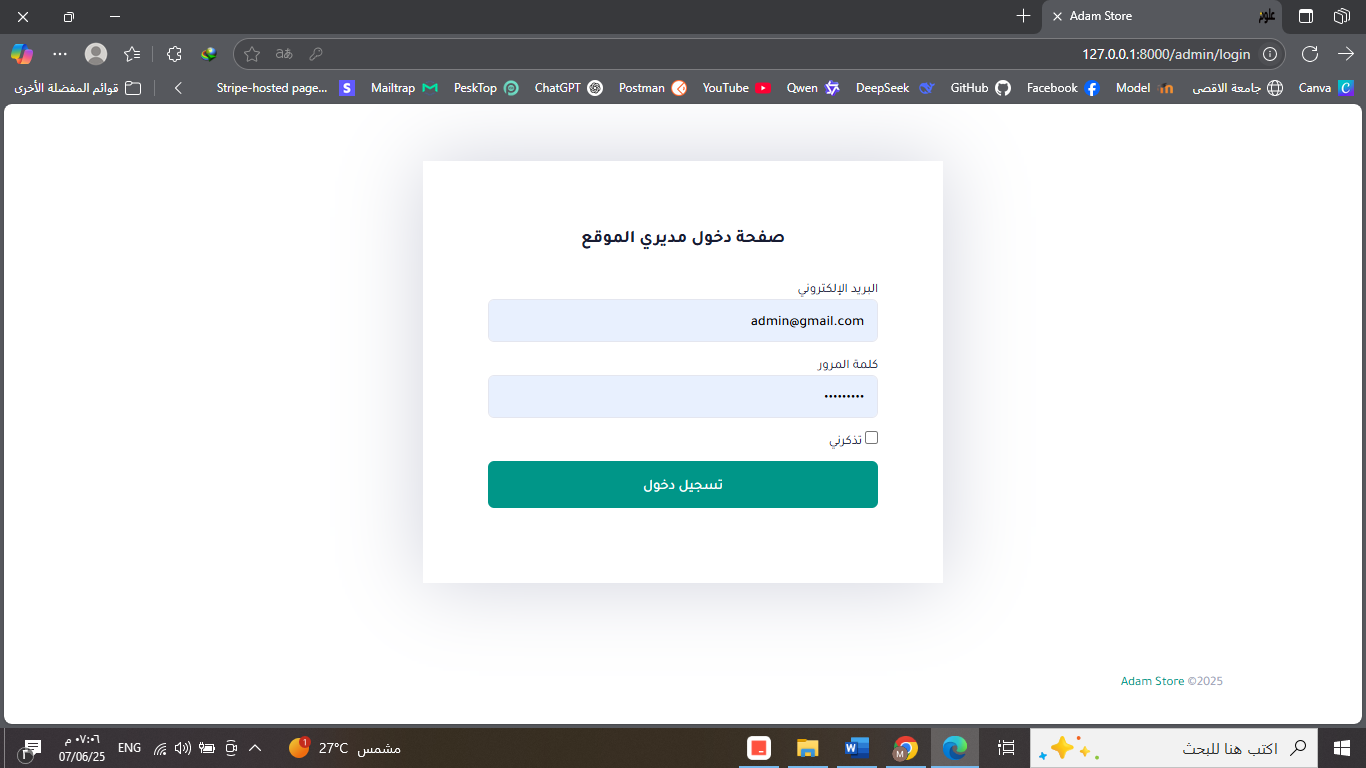 Adam Store
علوم
127.0.0.1:8000/admin/login
Canva
جامعة الاقصى
Model
Facebook
GitHub
DeepSeek
Qwen
YouTube
Postman
ChatGPT
PeskTop
Mailtrap
Stripe-hosted page...
قوائم المفضلة الأخرى
صفحة دخول مديري الموقع
البريد الإلكتروني
admin@gmail.com
كلمة المرور
•••••••••
تذكرني
تسجيل دخول
Adam Store ©2025
اكتب هنا للبحث
27°C مشمس
1
ENG
٠٧:٠٦ م
07/06/25